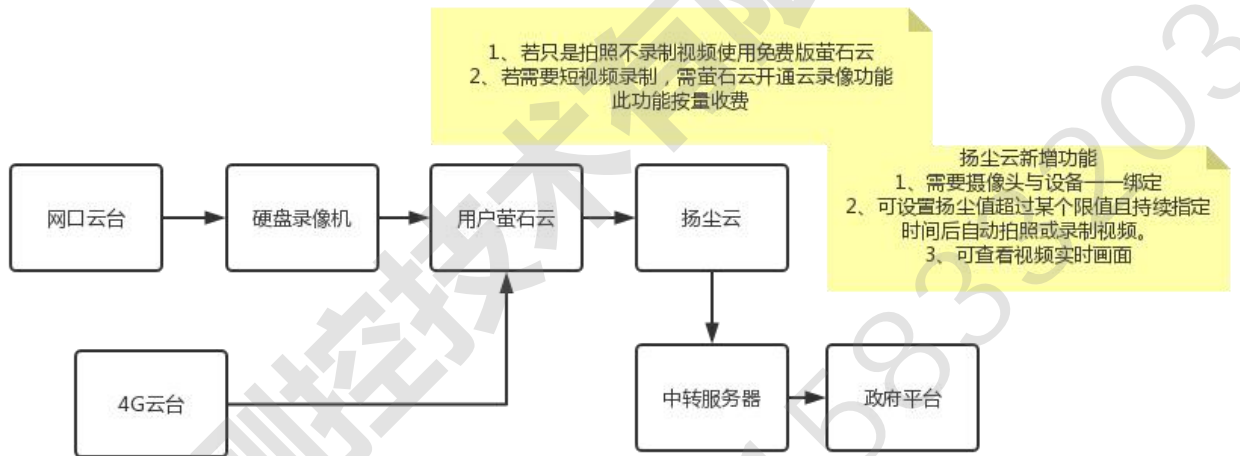 1、若只是拍照不录制视频使用免费版萤石云
2、若需要短视频录制，需萤石云开通云录像功能
此功能按量收费
扬尘云新增功能
1、需要摄像头与设备一一绑定
2、可设置扬尘值超过某个限值且持续指定
时间后自动拍照或录制视频。
3、可查看视频实时画面
网口云台
硬盘录像机
用户萤石云
扬尘云
4G云台
中转服务器
政府平台
测控技术有限
15833203